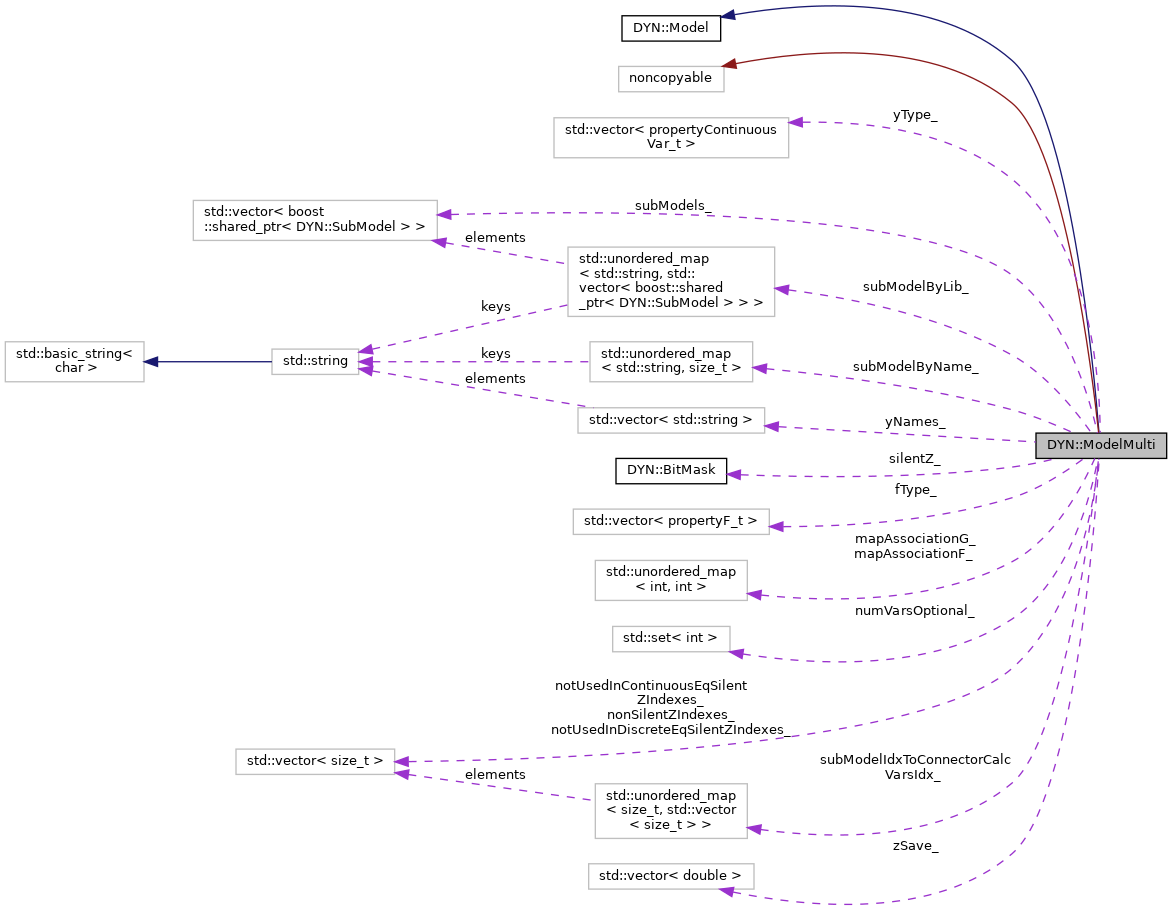 DYN::Model
noncopyable
yType_
std::vector< propertyContinuous
Var_t >
subModels_
std::vector< boost
::shared_ptr< DYN::SubModel > >
elements
std::unordered_map
< std::string, std::
vector< boost::shared
_ptr< DYN::SubModel > > >
subModelByLib_
keys
std::basic_string<
char >
std::string
keys
std::unordered_map
< std::string, size_t >
subModelByName_
elements
std::vector< std::string >
yNames_
DYN::ModelMulti
silentZ_
DYN::BitMask
fType_
std::vector< propertyF_t >
mapAssociationG_
mapAssociationF_
std::unordered_map
< int, int >
numVarsOptional_
std::set< int >
notUsedInContinuousEqSilent
ZIndexes_
nonSilentZIndexes_
notUsedInDiscreteEqSilentZIndexes_
std::vector< size_t >
subModelIdxToConnectorCalc
VarsIdx_
elements
std::unordered_map
< size_t, std::vector
< size_t > >
zSave_
std::vector< double >